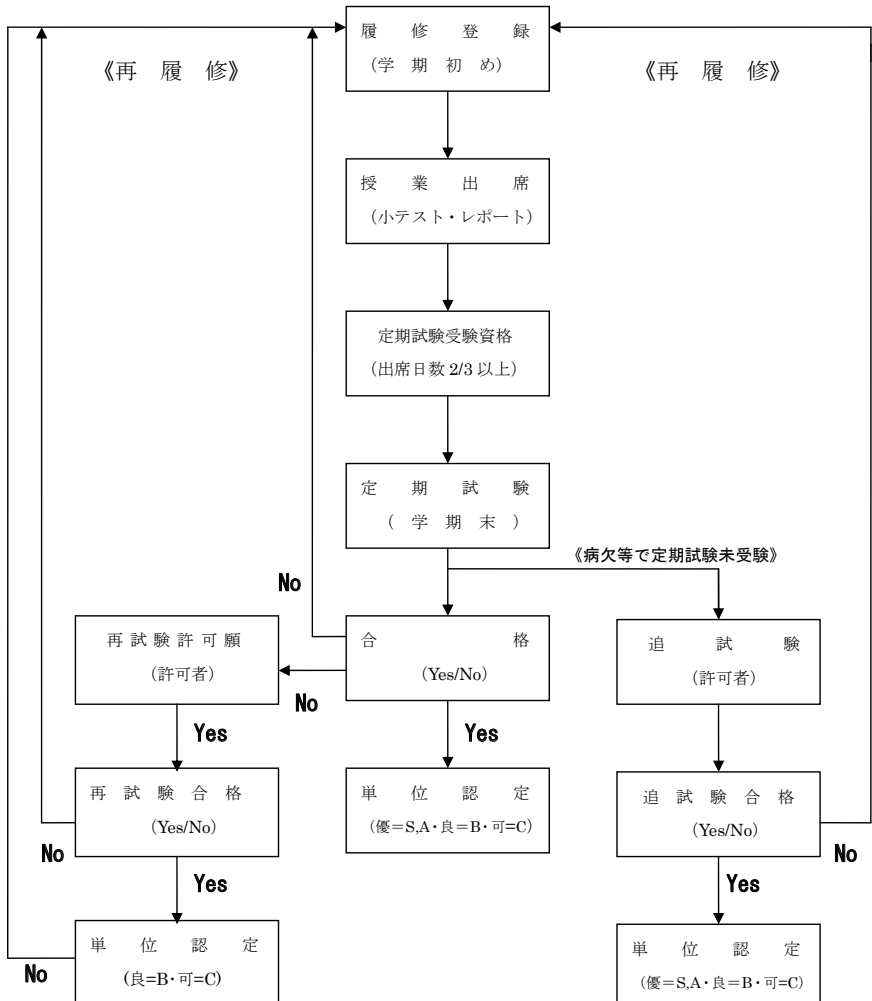 履修登録
(学期初め)
《再履修》
《再履修》
授業出席
(小テスト・レポート)
定期試験受験資格
(出席日数 2/3 以上)
定期試験
(学期末)
《病欠等で定期試験未受験》
No
再試験許可願
(許可者)
合格
(Yes/No)
追試験
(許可者)
No
Yes
Yes
再試験合格
(Yes/No)
単位認定
(優＝S,A・良＝B・可=C)
追試験合格
(Yes/No)
No
No
Yes
Yes
単位認定
(良=B・可=C)
単位認定
(優＝S,A・良＝B・可=C)
No